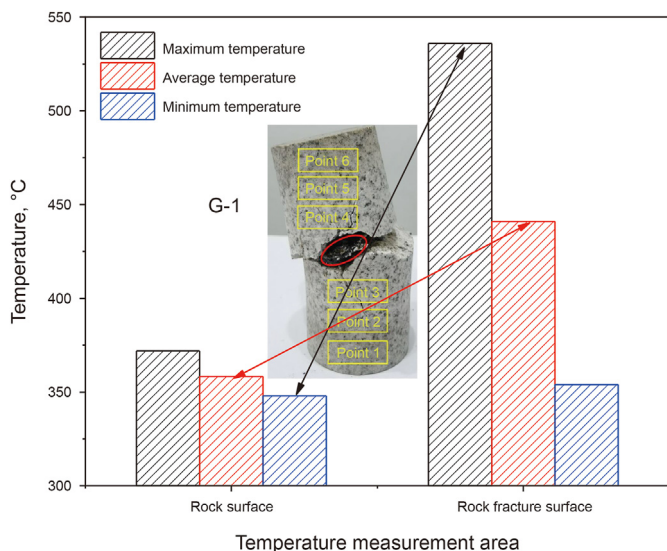 550
500
450
400
350
300
Temperature, °C
Maximum temperature
Average temperature
Minimum temperature
G-1
Point 6
Point 5
Point 4
Point 3
Point 2
Point 1
Rock surface
Rock fracture surface
Temperature measurement area